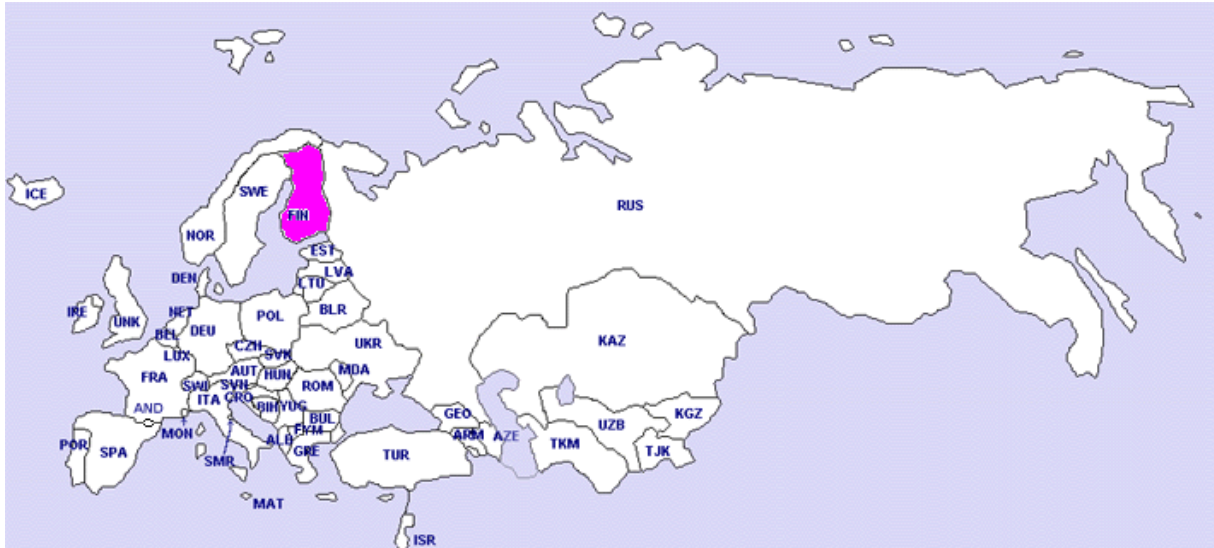 ICE
SWE
FIN
RUS
NOR
EST
DEN
LVA
LTU
IRE
UNK
NET
POL
BLR
BEL
DEU
LUX
CZH
SVK
UKR
KAZ
FRA
SWI
AUT
HUN
MDA
SVN
ROM
ITA
CRO
BIH
YUG
AND
MON
BUL
GEO
KGZ
FYM
UZB
POR
SPA
SMR
ALB
GRE
TUR
ARM
AZE
TKM
TJK
MAT
ISR